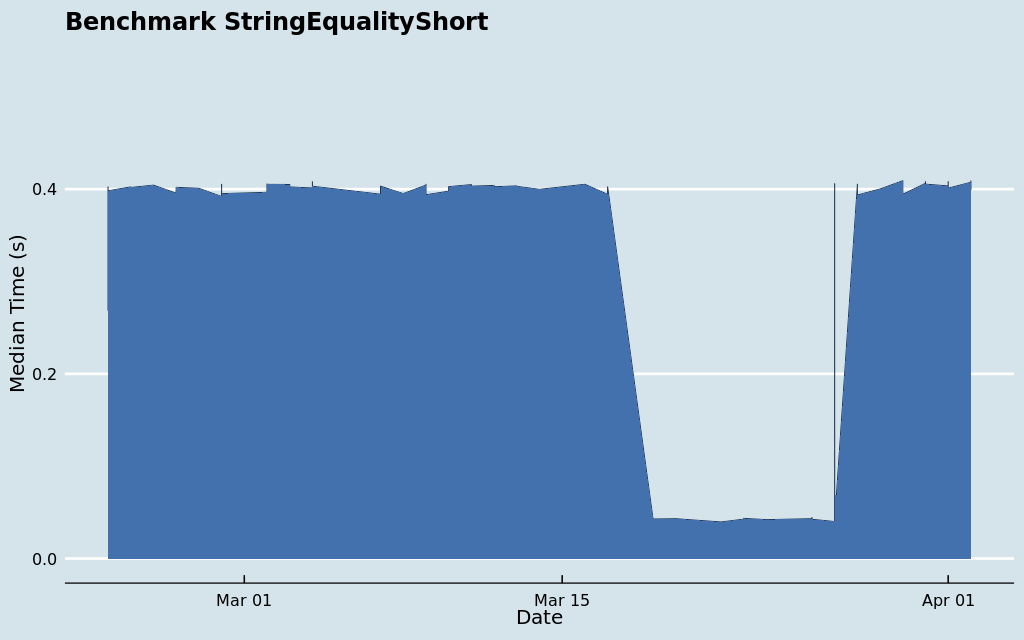 Benchmark StringEqualityShort
Median Time (s)
0.4
0.2
0.0
Mar 01
Mar 15
Apr 01
Date